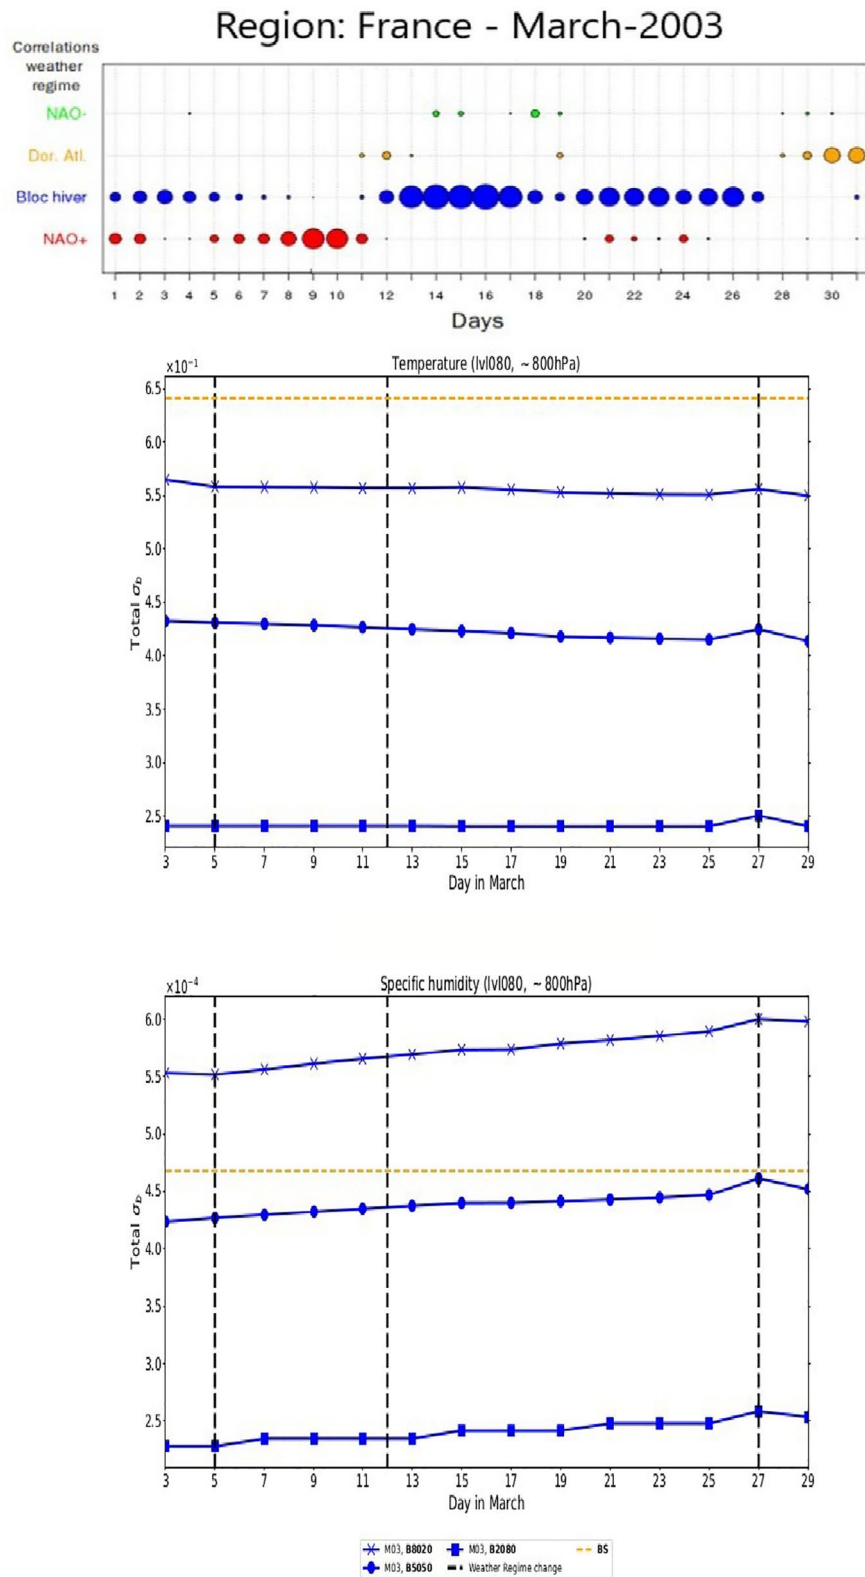 Region: France - March-2003
Correlations
weather
regime
NAO-
Dor. Atl.
Bloc hiver
NAO+
1 2 3 4 5 6 7 8 9 10 12 14 16 18 20 22 24 26 28 30
Days
×10⁻¹ Temperature (lvl080, ~ 800hPa)
6.5
6.0
5.5
5.0
4.5
4.0
3.5
3.0
2.5
Total σb
3 5 7 9 11 13 15 17 19 21 23 25 27 29
Day in March
×10⁻⁴ Specific humidity (lvl080, ~ 800hPa)
6.0
5.5
5.0
4.5
4.0
3.5
3.0
2.5
Total σb
3 5 7 9 11 13 15 17 19 21 23 25 27 29
Day in March
M03, B8020 M03, B2080 BS
M03, B5050 Weather Regime change